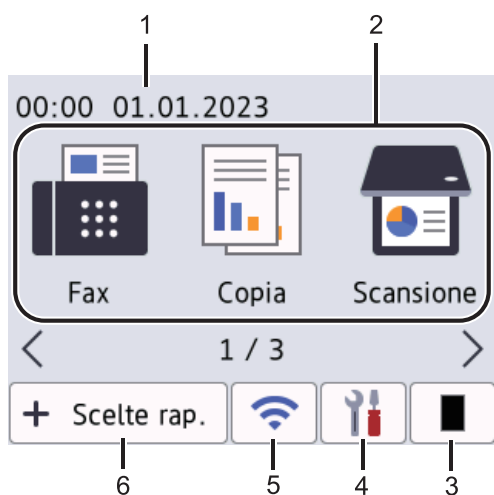 1 2
00:00 01.01.2023
Fax Copia Scansione
1 / 3
+ Scelte rap.
6 5 4 3